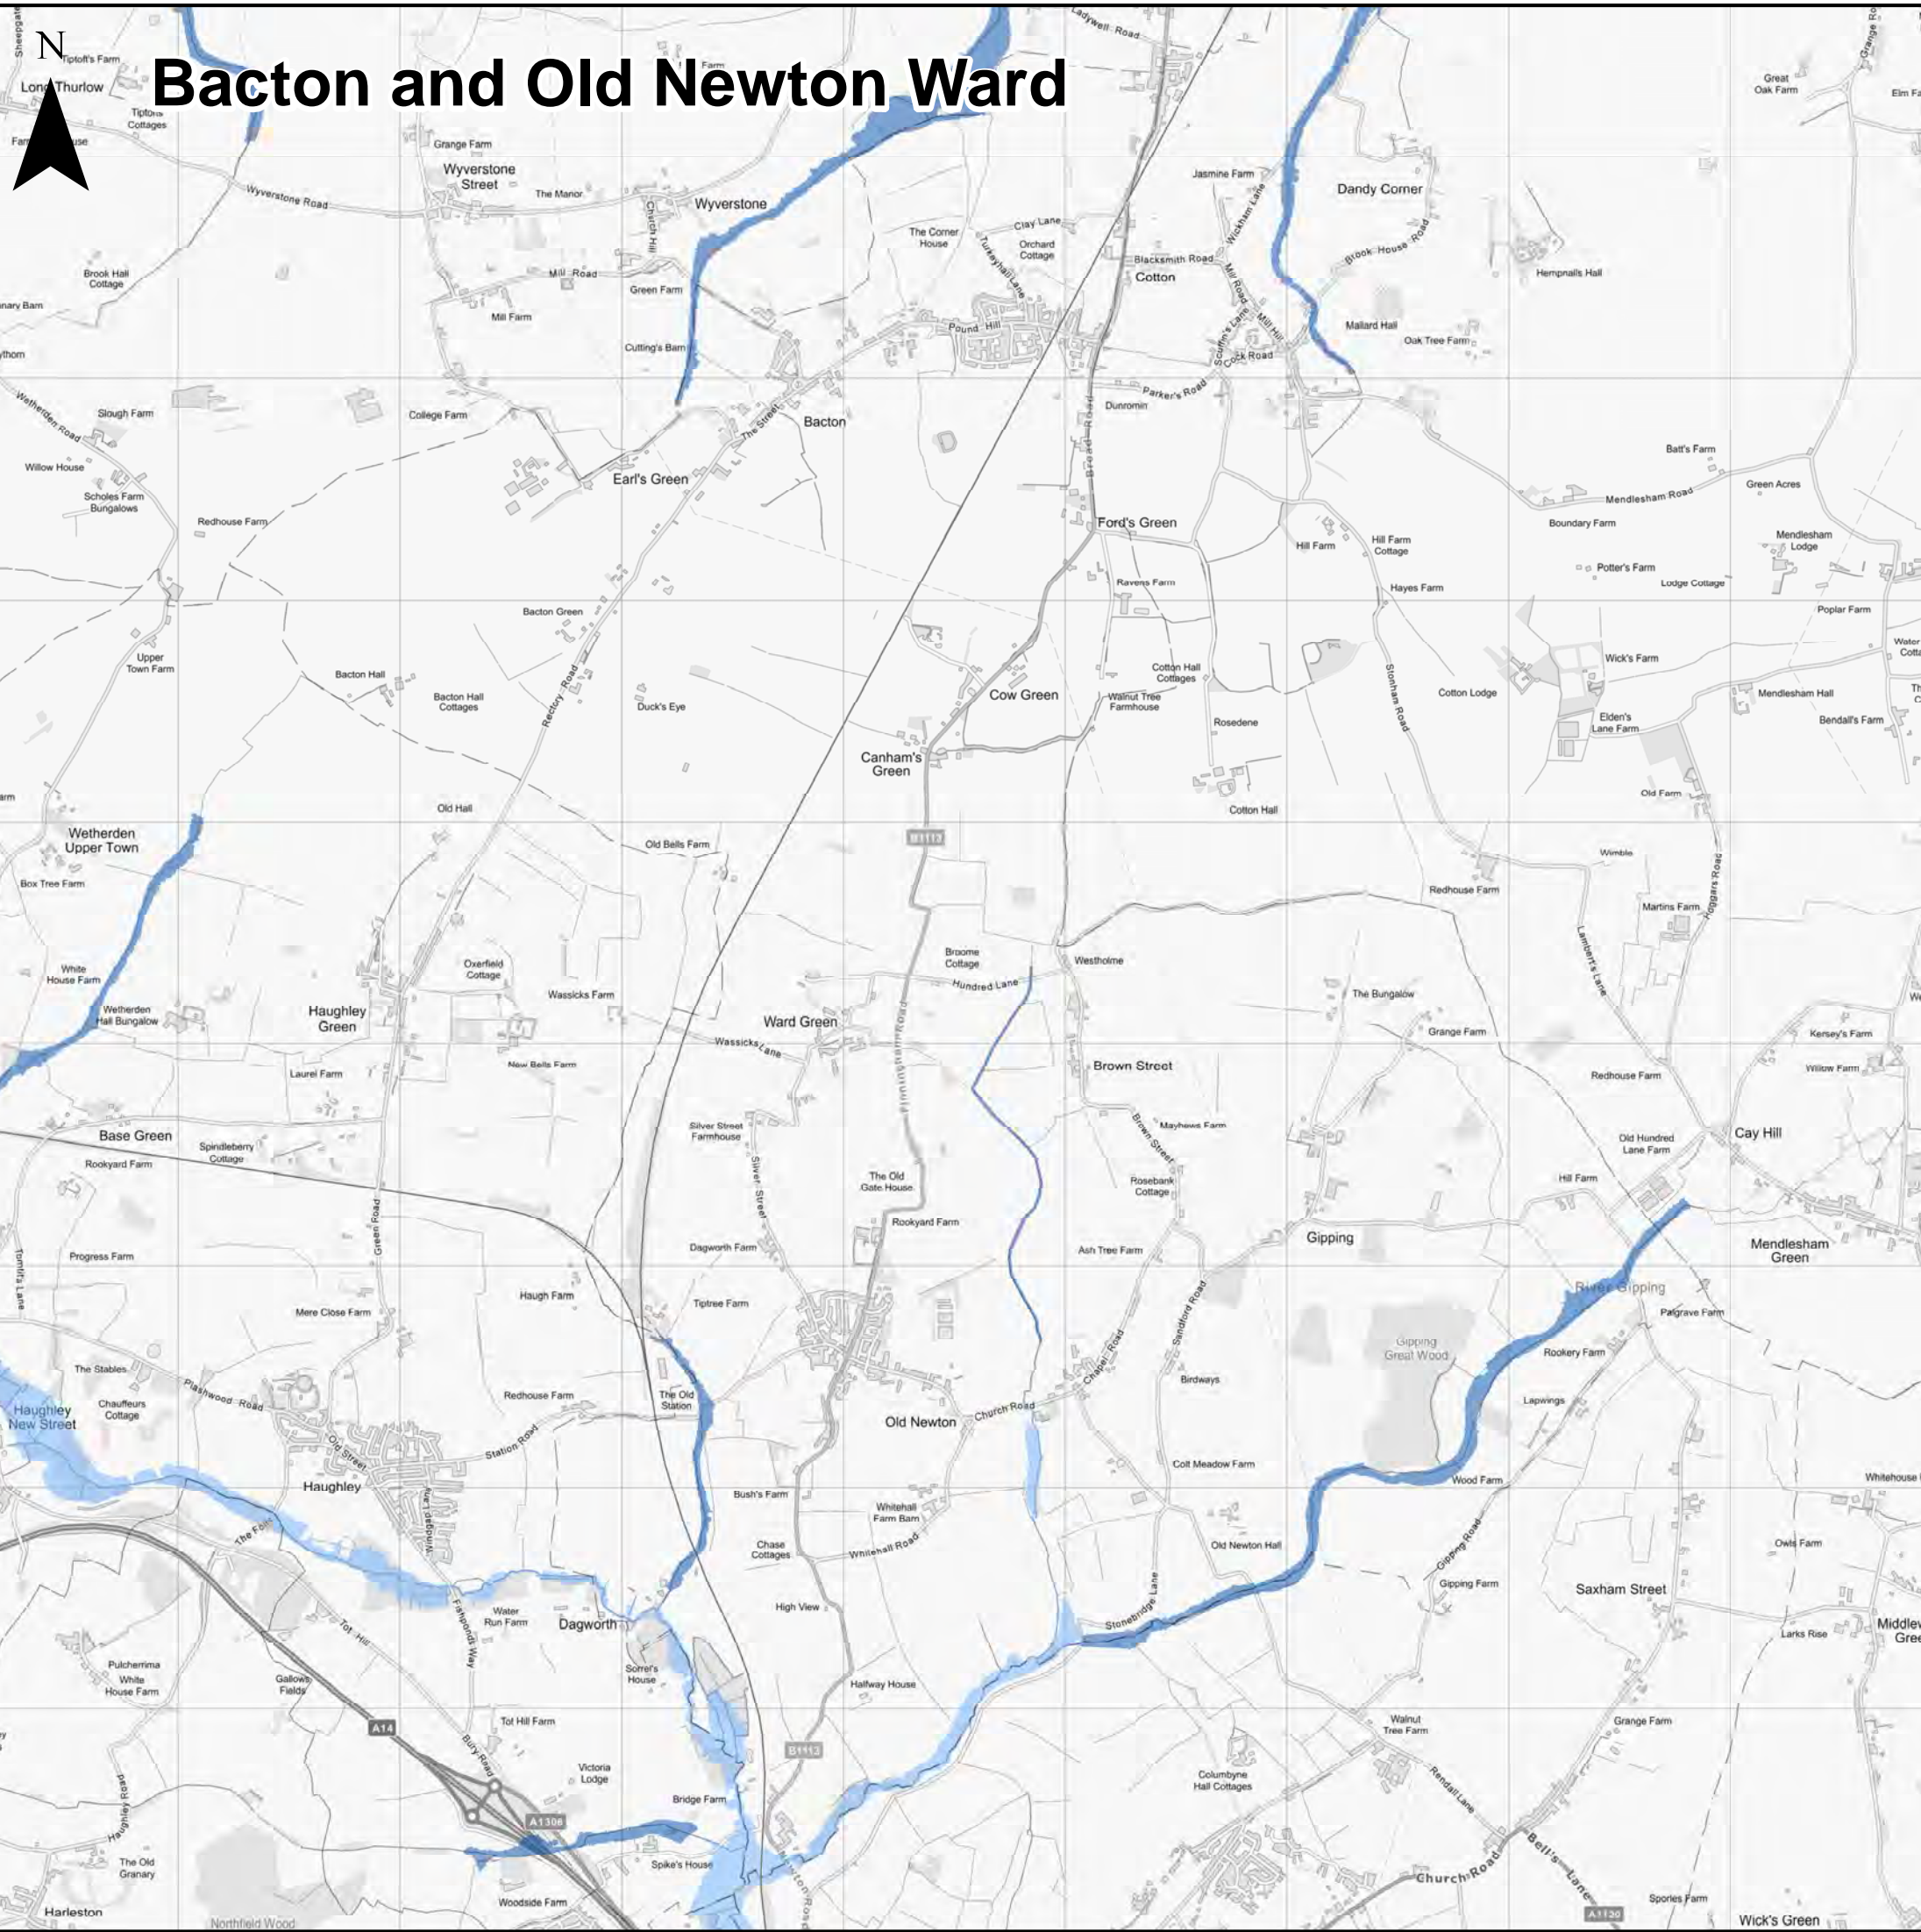 Bacton and Old Newton Ward
N
Tiptoft's Farm
Long Thurlow
Tiptons
Cottages
Wyverstone Road
Grange Farm
Wyverstone
Street
The Manor
Wyverstone
Church Hill
Farm
Ladywell Road
Jasmine Farm
Wickham Lane
Dandy Corner
Great
Oak Farm
Brook House Road
Hempnalls Hall
The Corner
House
Clay Lane
Orchard
Cottage
Turkeyhall Lane
Blacksmith Road
Cotton
Mill Road
Brook Hall
Cottage
Mill Road
Green Farm
Mill Farm
Cutting's Barn
Pound Hill
Scuffin's Lane
Mill Hill
Cock Road
Mallard Hall
Oak Tree Farm
Parker's Road
Dunromin
Wetherden Road
Slough Farm
College Farm
The Street
Bacton
Broad Road
Willow House
Scholes Farm
Bungalows
Earl's Green
Redhouse Farm
Ford's Green
Batt's Farm
Green Acres
Mendlesham Road
Boundary Farm
Hill Farm
Hill Farm
Cottage
Mendlesham
Lodge
Potter's Farm
Lodge Cottage
Ravens Farm
Hayes Farm
Poplar Farm
Bacton Green
Upper
Town Farm
Bacton Hall
Bacton Hall
Cottages
Rectory Road
Duck's Eye
Cow Green
Cotton Hall
Cottages
Walnut Tree
Farmhouse
Rosedene
Stonham Road
Cotton Lodge
Wick's Farm
Mendlesham Hall
Elden's
Lane Farm
Bendall's Farm
Canham's
Green
Old Hall
Cotton Hall
Old Farm
Wetherden
Upper Town
B1113
Old Bells Farm
Box Tree Farm
Wimble
Redhouse Farm
Martins Farm
Hoggars Road
Lambert's Lane
White
House Farm
Oxerfield
Cottage
Wassicks Farm
Broome
Cottage
Hundred Lane
Westholme
The Bungalow
Wetherden
Hall Bungalow
Haughley
Green
Ward Green
Wassicks Lane
Finningham Road
Grange Farm
Kersey's Farm
Laurel Farm
New Bells Farm
Brown Street
Redhouse Farm
Willow Farm
Base Green
Spindleberry
Cottage
Rookyard Farm
Silver Street
Farmhouse
Silver Street
Brown Street
Mayhews Farm
Cay Hill
Old Hundred
Lane Farm
The Old
Gate House
Rosebank
Cottage
Hill Farm
Green Road
Rookyard Farm
Tomtits Lane
Progress Farm
Dagworth Farm
Ash Tree Farm
Gipping
Mendlesham
Green
River Gipping
Palgrave Farm
Haugh Farm
Mere Close Farm
Tiptree Farm
Chapel Road
Sandford Road
Gipping
Great Wood
Rookery Farm
The Stables
Plashwood Road
Chauffeurs
Cottage
Haughley
New Street
Redhouse Farm
The Old
Station
Station Road
Birdways
Lapwings
Old Newton
Church Road
Old Street
Haughley
Windgap Lane
Colt Meadow Farm
Wood Farm
Bush's Farm
Whitehall
Farm Barn
Whitehall Road
Chase
Cottages
Old Newton Hall
Gipping Road
Owls Farm
Gipping Farm
Saxham Street
Stonebridge Lane
High View
Water
Run Farm
Dagworth
Tot Hill
Fishponds Way
Larks Rise
Pulcherrima
White
House Farm
Gallows
Fields
Sorrel's
House
Halfway House
A14
Tot Hill Farm
Bury Road
B1113
Walnut
Tree Farm
Grange Farm
Victoria
Lodge
Columbyne
Hall Cottages
Rendall Lane
Haughley Road
A1308
Bridge Farm
The Old
Granary
Spike's House
Church Road
Bell's Lane
Woodside Farm
Harleston
Northfield Wood
A1120
Spories Farm
Wick's Green